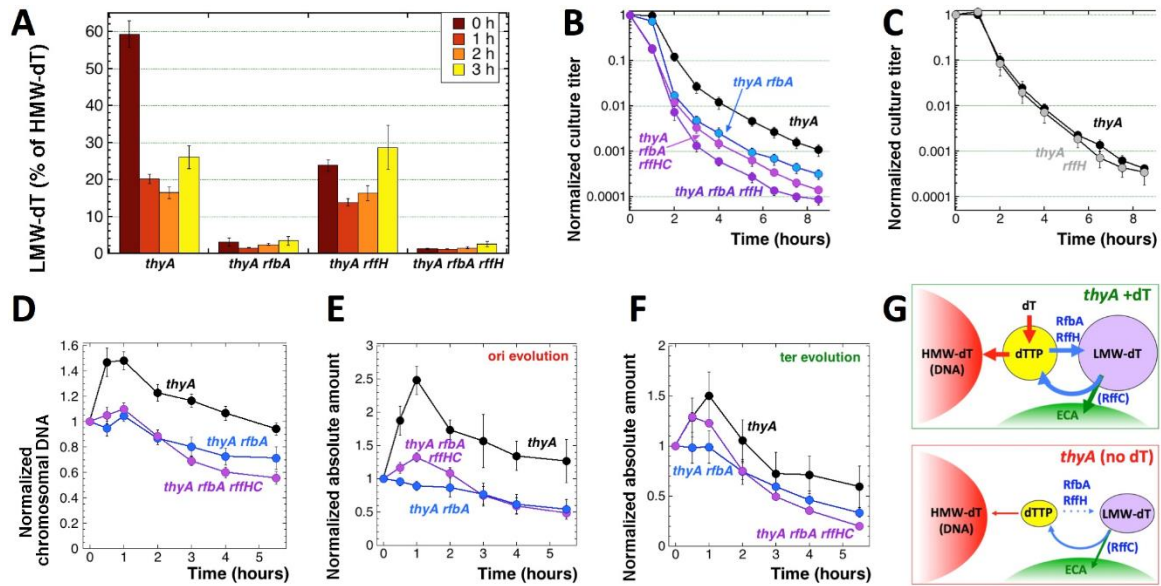 A
LMW-dT (% of HMW-dT)
60
50
40
30
20
10
0
0 h
1 h
2 h
3 h
thyA
thyA rfbA
thyA rffH
thyA rfbA rffH
B
Normalized culture titer
1
0.1
0.01
0.001
0.0001
thyA rfbA
thyA
thyA
rfbA
rffHC
thyA rfbA rffH
0
2
4
6
8
Time (hours)
C
Normalized culture titer
1
0.1
0.01
0.001
0.0001
thyA
thyA
rffH
0
2
4
6
8
Time (hours)
D
Normalized
chromosomal DNA
1.6
1.4
1.2
1
0.8
0.6
0.4
0.2
0
thyA
thyA rfbA
thyA rfbA rffHC
0
1
2
3
4
5
Time (hours)
E
Normalized absolute amount
3
2.5
2
1.5
1
0.5
0
ori evolution
thyA
thyA rfbA
rffHC
thyA rfbA
0
1
2
3
4
5
Time (hours)
F
Normalized absolute amount
2
1.5
1
0.5
0
ter evolution
thyA
thyA rfbA
thyA rfbA rffHC
0
1
2
3
4
5
Time (hours)
G
thyA +dT
dT
RfbA
RffH
HMW-dT
(DNA)
dTTP
LMW-dT
(RffC)
ECA
thyA (no dT)
RfbA
RffH
HMW-dT
(DNA)
dTTP
LMW-dT
(RffC)
ECA